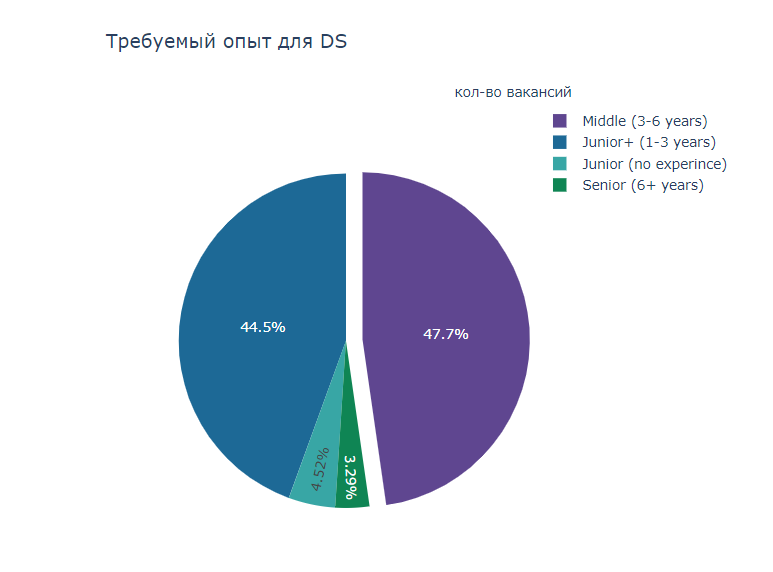 Требуемый опыт для DS
кол-во вакансий
Middle (3-6 years)
Junior+ (1-3 years)
Junior (no experince)
Senior (6+ years)
44.5%
47.7%
4.52%
3.29%